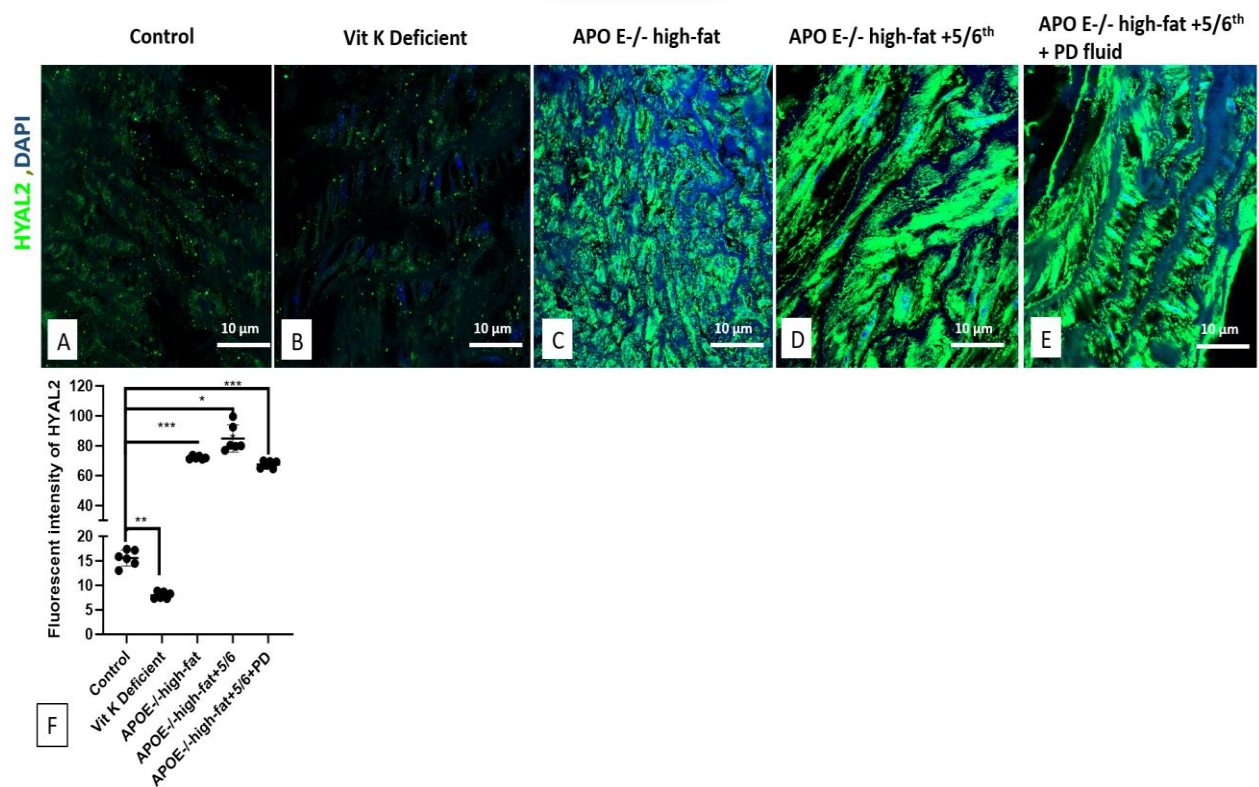 Control
Vit K Deficient
APO E-/- high-fat
APO E-/- high-fat +5/6th
APO E-/- high-fat +5/6th
+ PD fluid
HYAL2 , DAPI
A
10 µm
B
10 µm
C
10 µm
D
10 µm
E
10 µm
Fluorescent intensity of HYAL2
120
100
80
60
40
20
15
10
5
0
***
*
***
**
Control
Vit K Deficient
APOE-/-high-fat
APOE-/-high-fat+5/6
APOE-/-high-fat+5/6+PD
F